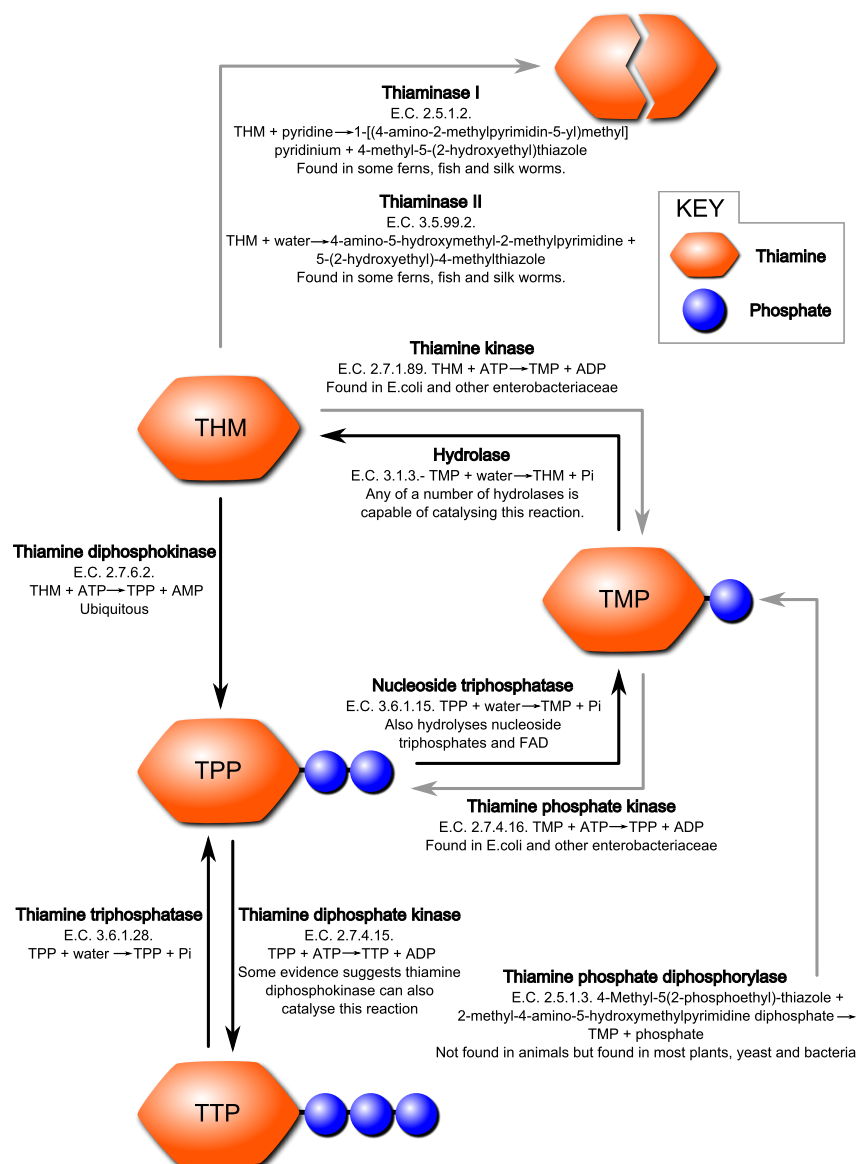 Thiaminase I
E.C. 2.5.1.2.
THM + pyridine→1-[(4-amino-2-methylpyrimidin-5-yl)methyl]
pyridinium + 4-methyl-5-(2-hydroxyethyl)thiazole
Found in some ferns, fish and silk worms.
Thiaminase II
E.C. 3.5.99.2.
THM + water→4-amino-5-hydroxymethyl-2-methylpyrimidine +
5-(2-hydroxyethyl)-4-methylthiazole
Found in some ferns, fish and silk worms.
KEY
Thiamine
Phosphate
Thiamine kinase
E.C. 2.7.1.89. THM + ATP→TMP + ADP
Found in E.coli and other enterobacteriaceae
THM
Hydrolase
E.C. 3.1.3.- TMP + water→THM + Pi
Any of a number of hydrolases is
capable of catalysing this reaction.
Thiamine diphosphokinase
E.C. 2.7.6.2.
THM + ATP→TPP + AMP
Ubiquitous
TMP
Nucleoside triphosphatase
E.C. 3.6.1.15. TPP + water→TMP + Pi
Also hydrolyses nucleoside
triphosphates and FAD
TPP
Thiamine phosphate kinase
E.C. 2.7.4.16. TMP + ATP→TPP + ADP
Found in E.coli and other enterobacteriaceae
Thiamine triphosphatase
E.C. 3.6.1.28.
TPP + water →TPP + Pi
Thiamine diphosphate kinase
E.C. 2.7.4.15.
TPP + ATP→TTP + ADP
Some evidence suggests thiamine
diphosphokinase can also
catalyse this reaction
Thiamine phosphate diphosphorylase
E.C. 2.5.1.3. 4-Methyl-5(2-phosphoethyl)-thiazole +
2-methyl-4-amino-5-hydroxymethylpyrimidine diphosphate→
TMP + phosphate
Not found in animals but found in most plants, yeast and bacteria
TTP